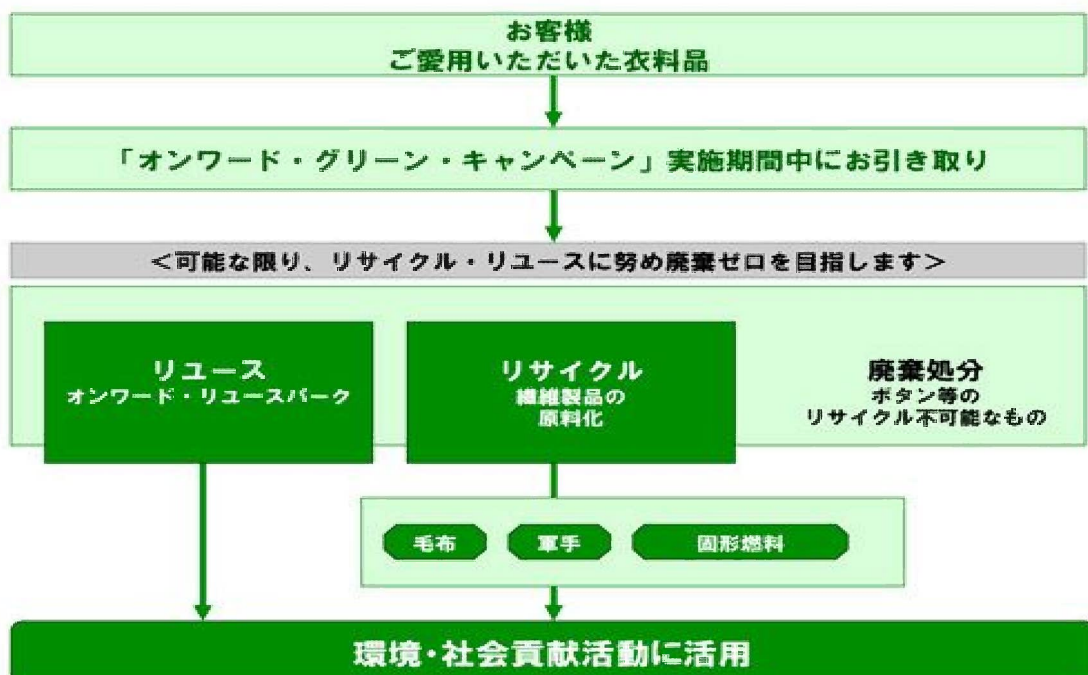 お客様
ご愛用いただいた衣料品
「オンワード・グリーン・キャンペーン」実施期間中にお引き取り
＜可能な限り、リサイクル・リユースに努め廃棄ゼロを目指します＞
リユース
オンワード・リユースパーク
リサイクル
繊維製品の
原料化
廃棄処分
ボタン等の
リサイクル不可能なもの
毛布
軍手
固形燃料
環境・社会貢献活動に活用